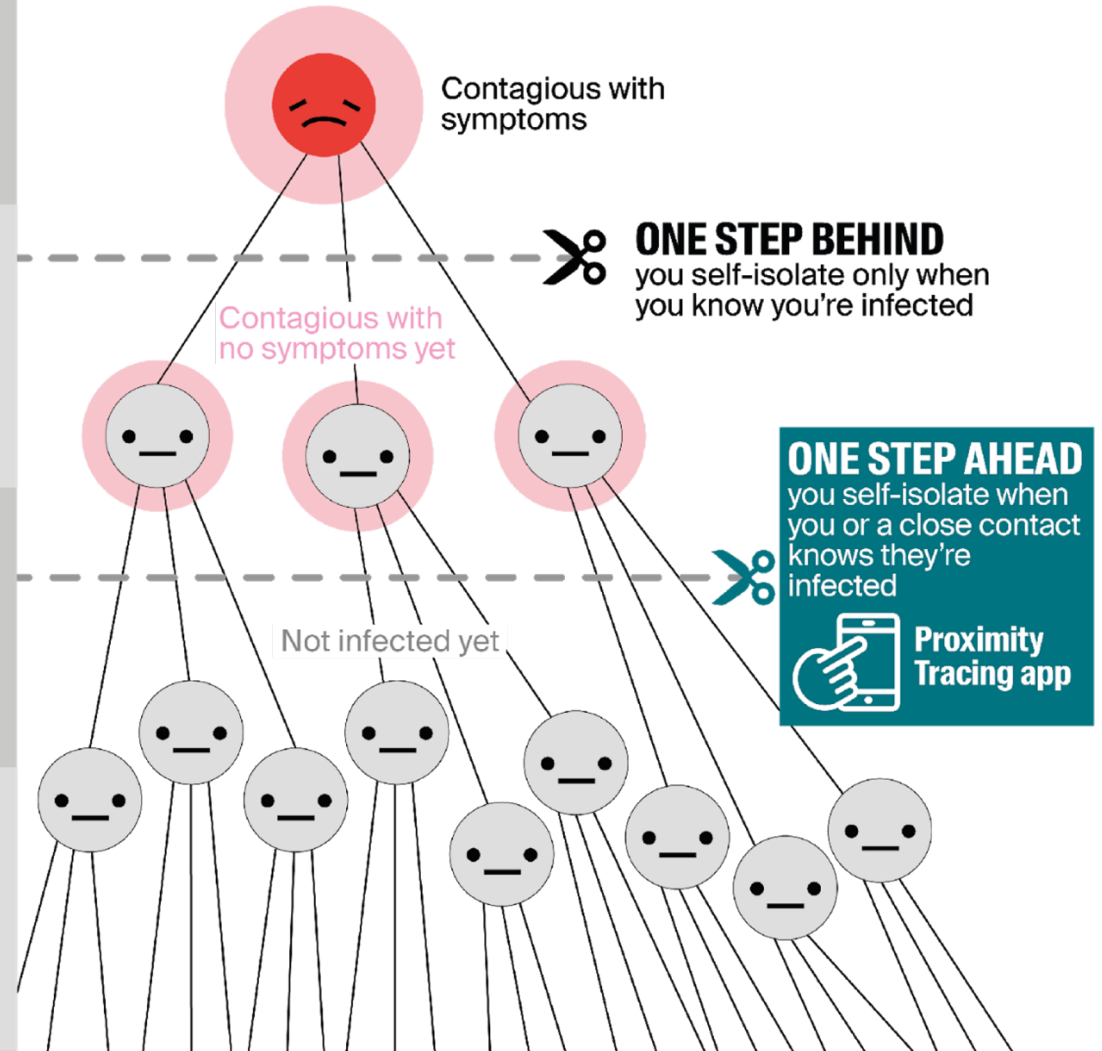 Contagious with
symptoms
ONE STEP BEHIND
you self-isolate only when
you know you're infected
Contagious with
no symptoms yet
ONE STEP AHEAD
you self-isolate when
you or a close contact
knows they're
infected
Proximity
Tracing app
Not infected yet